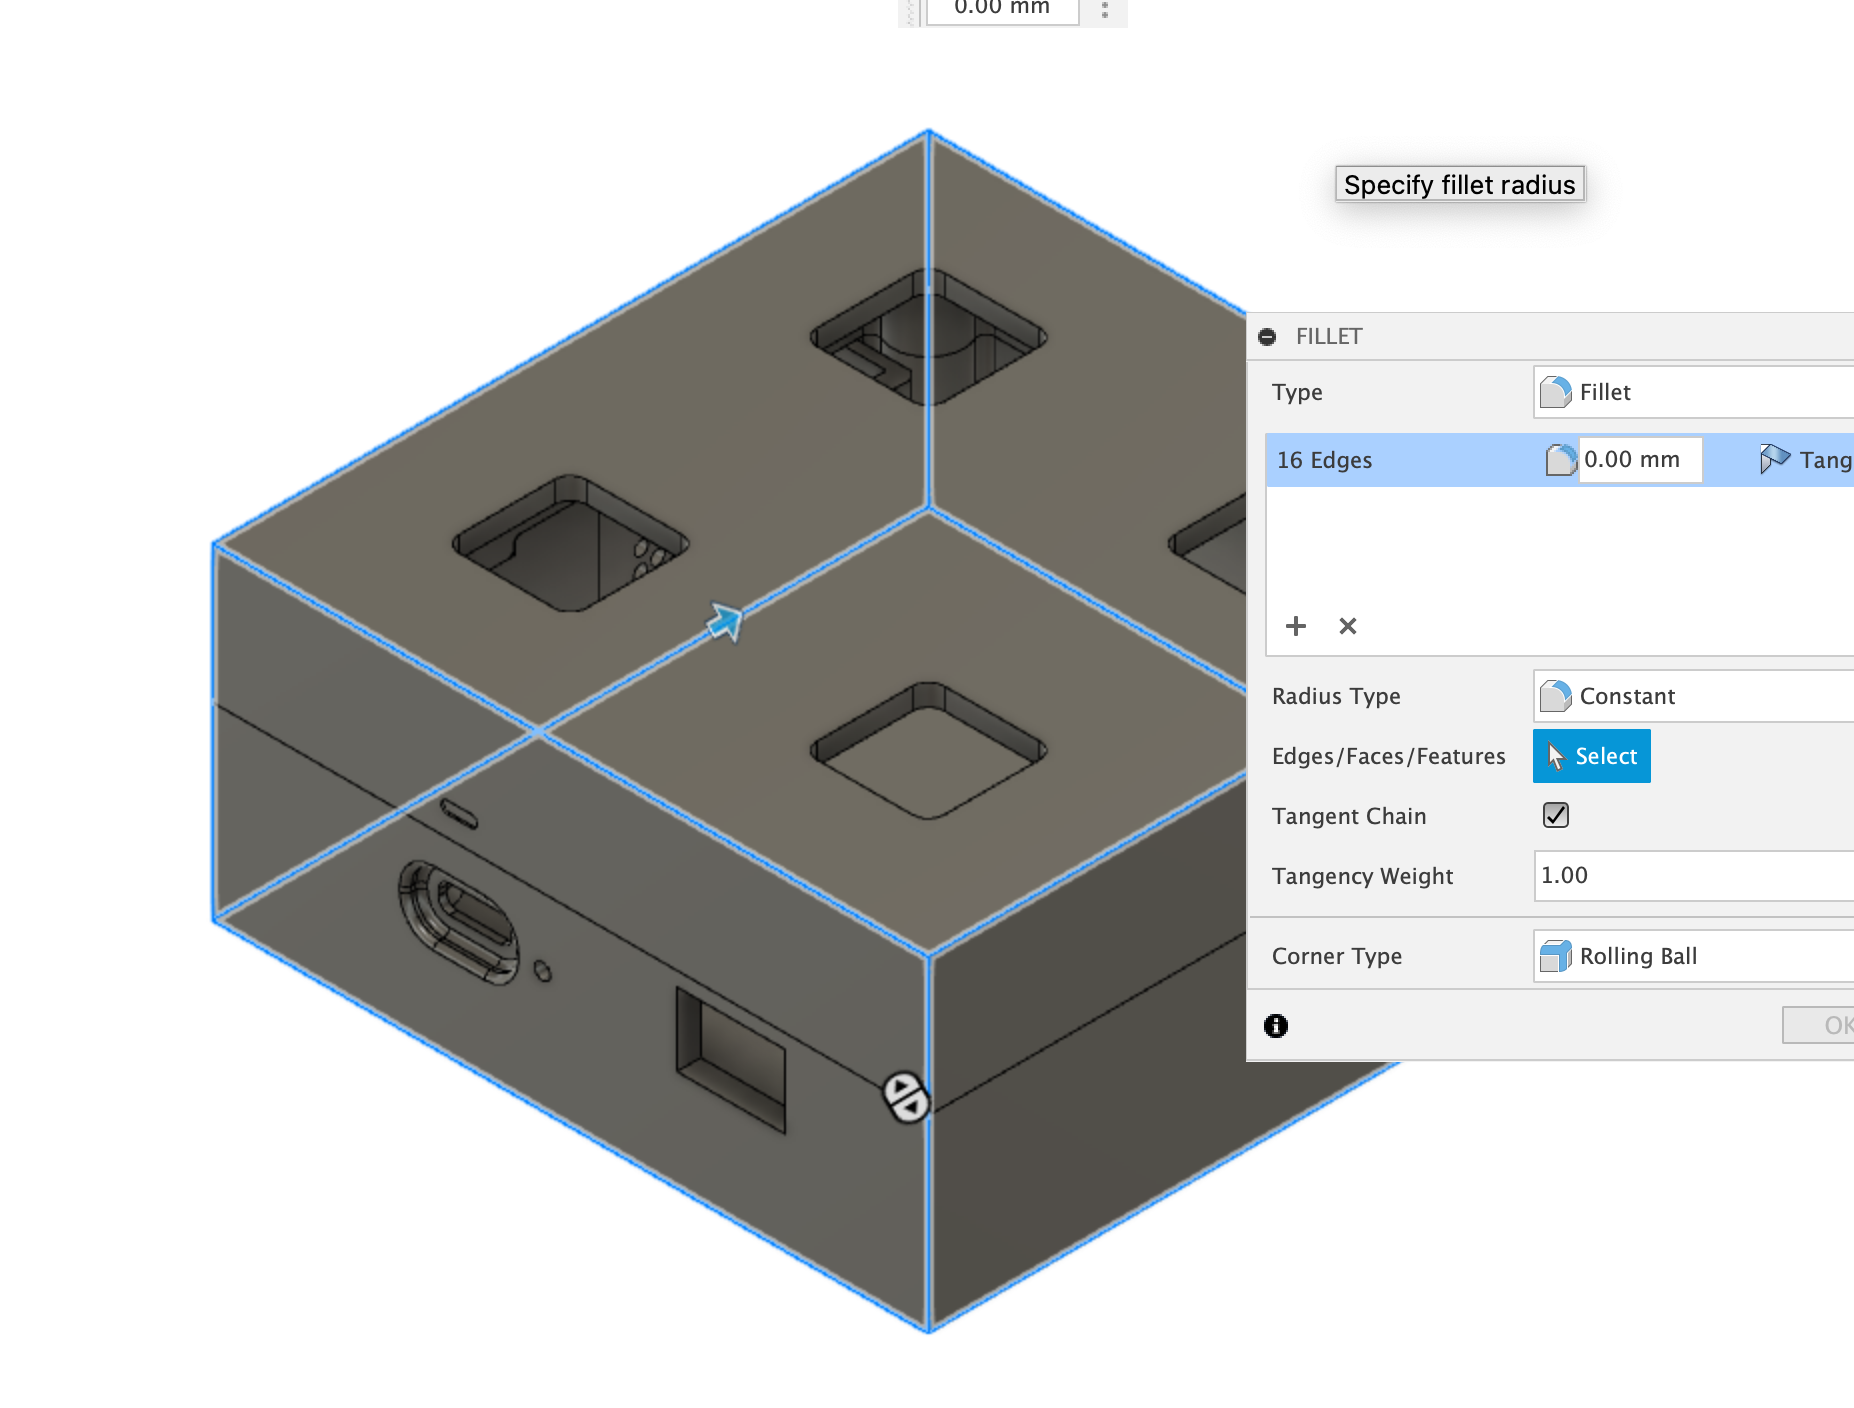 0.00 mm
Specify fillet radius
FILLET
Type Fillet
16 Edges 0.00 mm Tang
Radius Type Constant
Edges/Faces/Features Select
Tangent Chain
Tangency Weight 1.00
Corner Type Rolling Ball
OK